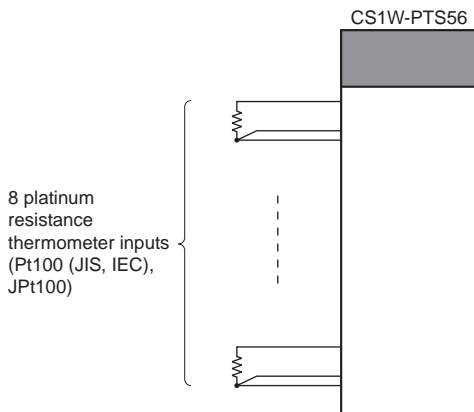 CS1W-PTS56
8 platinum
resistance
thermometer inputs
(Pt100 (JIS, IEC),
JPt100)